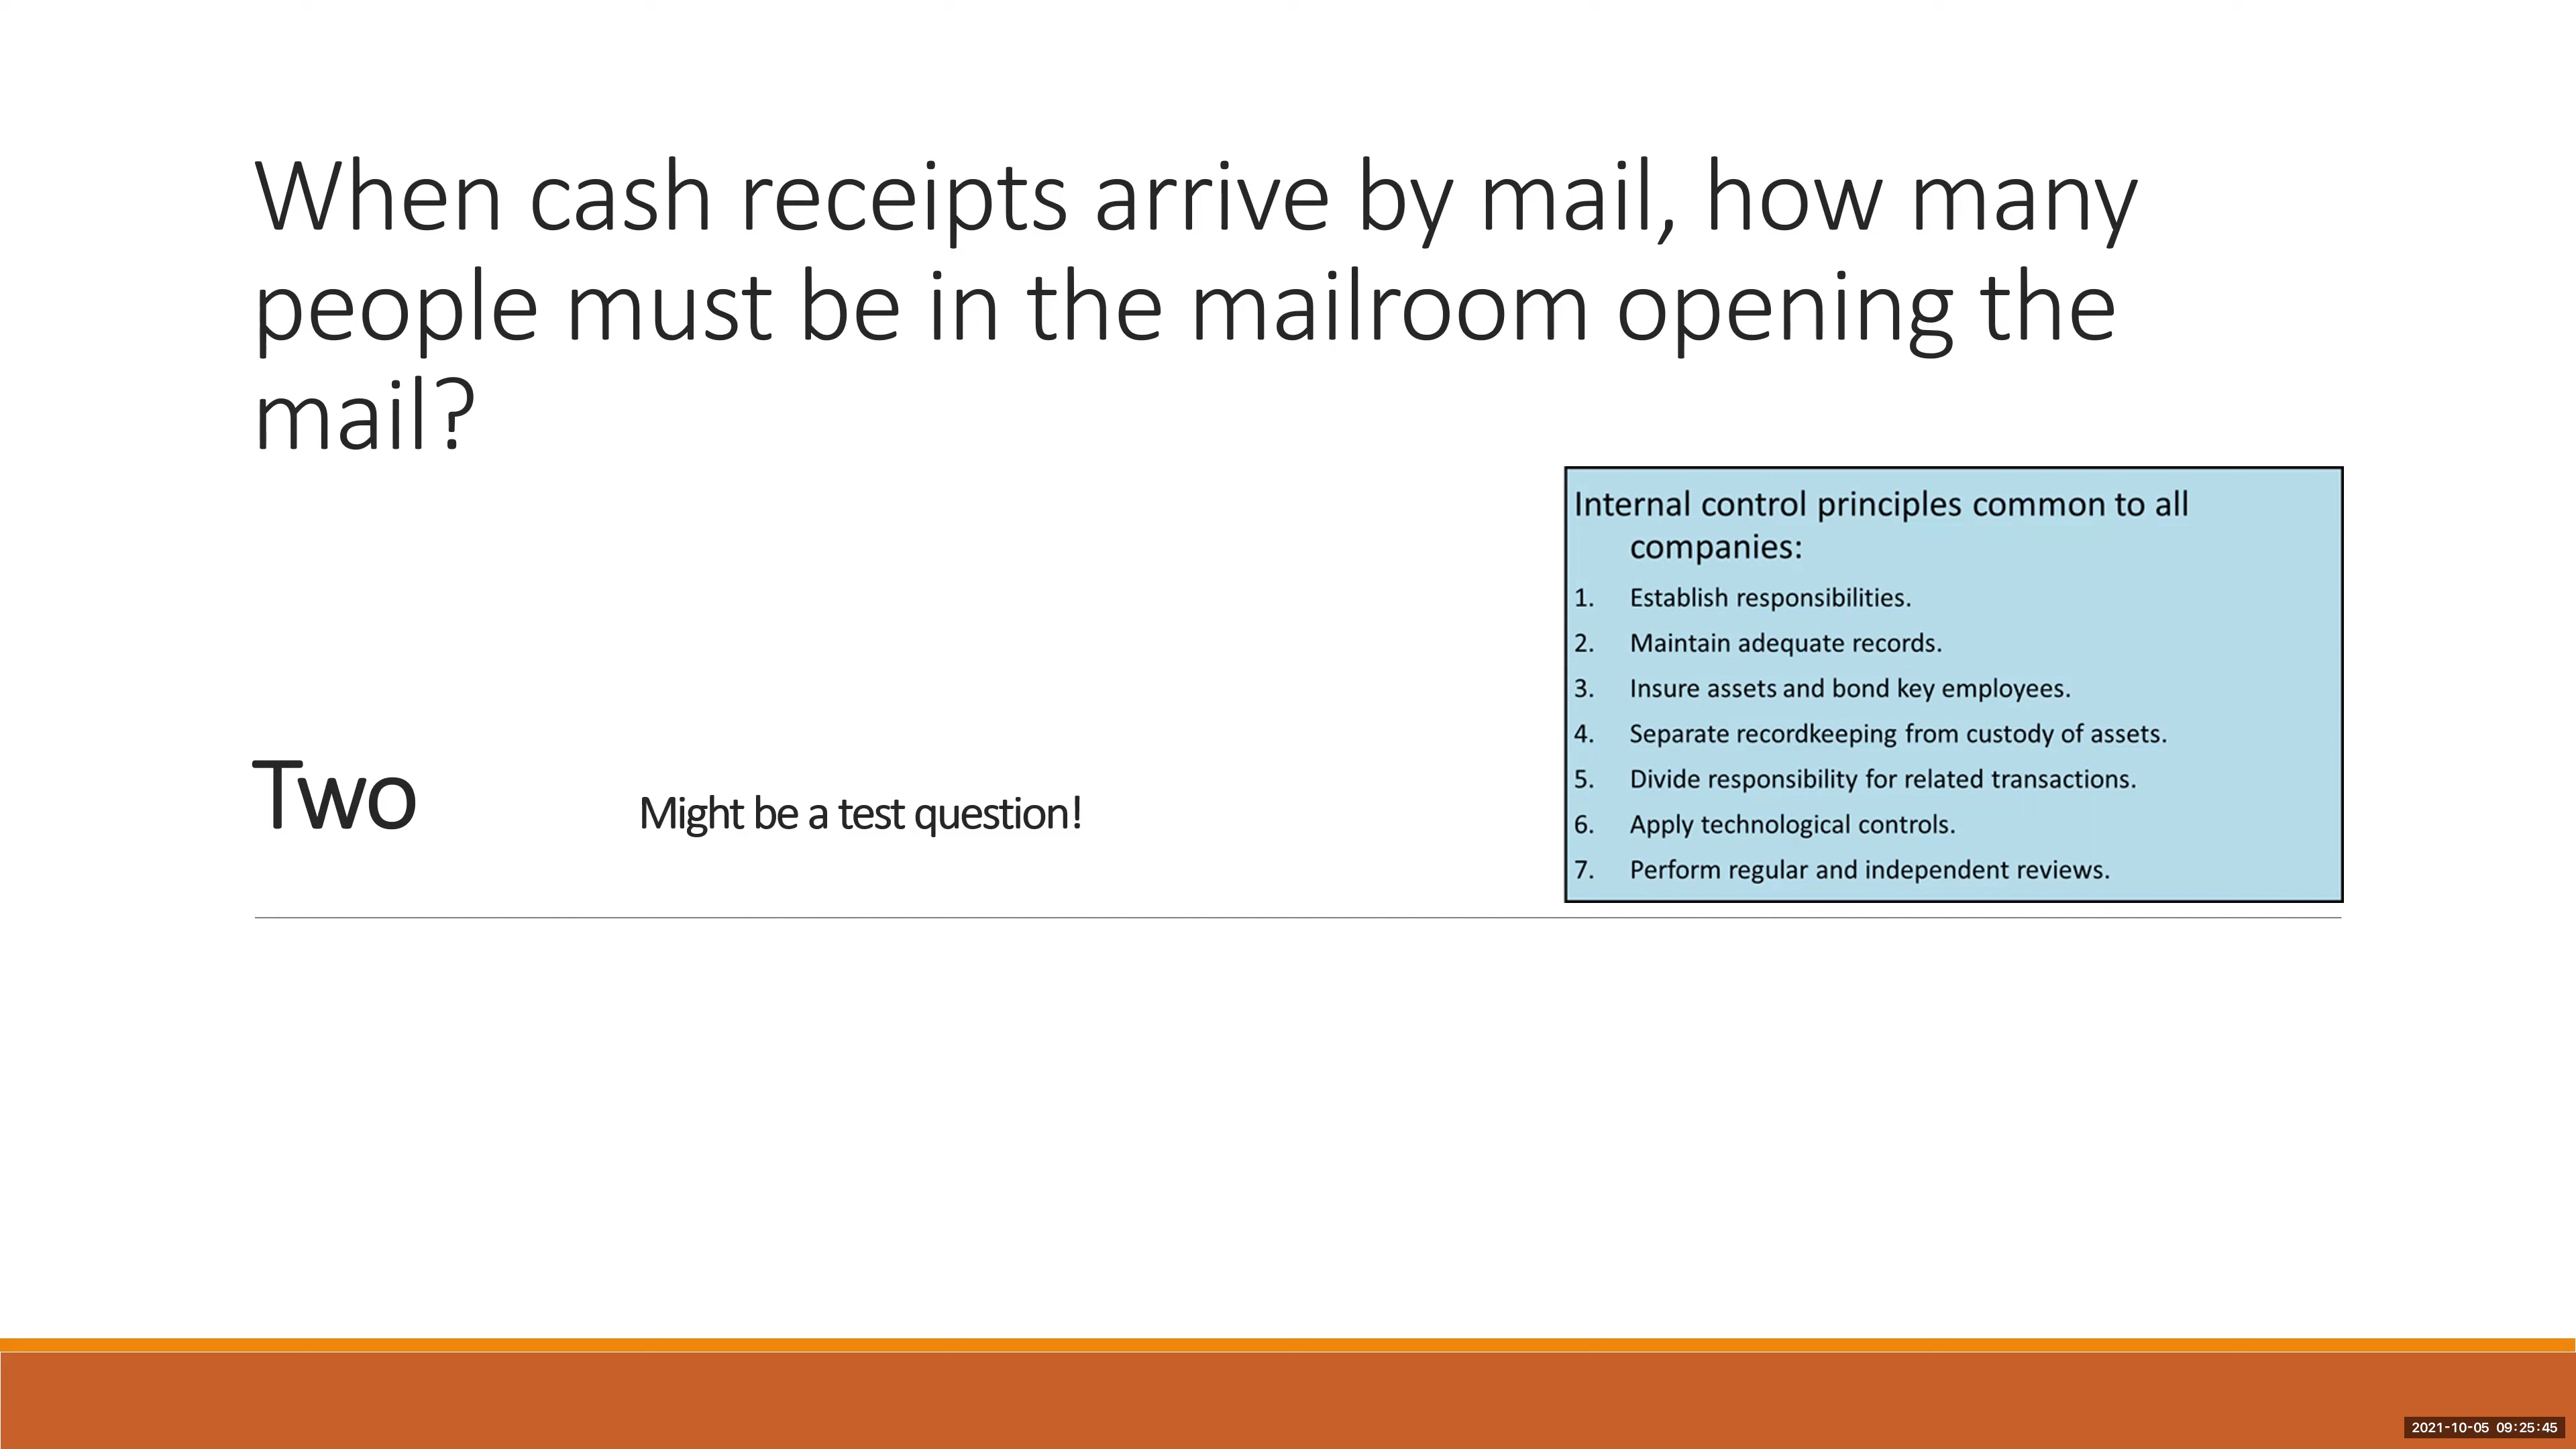 When cash receipts arrive by mail, how many
people must be in the mailroom opening the
mail?
Internal control principles common to all
companies:
1. Establish responsibilities.
2. Maintain adequate records.
3. Insure assets and bond key employees.
4. Separate recordkeeping from custody of assets.
5. Divide responsibility for related transactions.
6. Apply technological controls.
7. Perform regular and independent reviews.
Two
Might be a test question!
2021-10-05 09:25:45